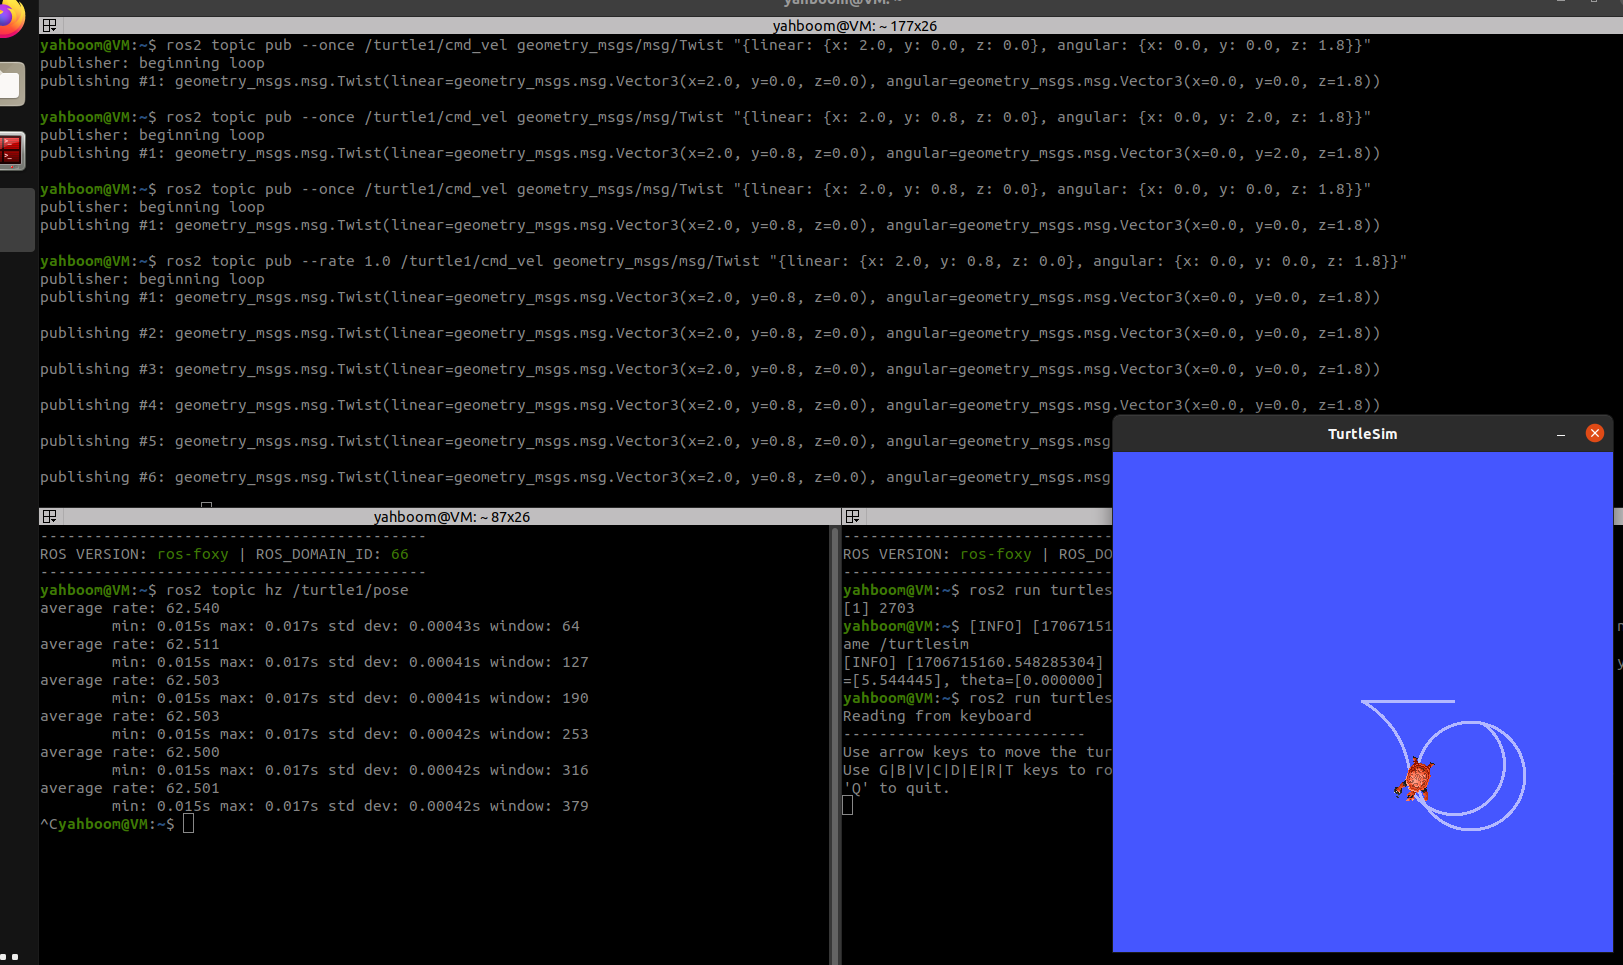 yahboom@VM: ~
yahboom@VM: ~ 177x26
yahboom@VM:~$ ros2 topic pub --once /turtle1/cmd_vel geometry_msgs/msg/Twist "{linear: {x: 2.0, y: 0.0, z: 0.0}, angular: {x: 0.0, y: 0.0, z: 1.8}}"
publisher: beginning loop
publishing #1: geometry_msgs.msg.Twist(linear=geometry_msgs.msg.Vector3(x=2.0, y=0.0, z=0.0), angular=geometry_msgs.msg.Vector3(x=0.0, y=0.0, z=1.8))
yahboom@VM:~$ ros2 topic pub --once /turtle1/cmd_vel geometry_msgs/msg/Twist "{linear: {x: 2.0, y: 0.8, z: 0.0}, angular: {x: 0.0, y: 2.0, z: 1.8}}"
publisher: beginning loop
publishing #1: geometry_msgs.msg.Twist(linear=geometry_msgs.msg.Vector3(x=2.0, y=0.8, z=0.0), angular=geometry_msgs.msg.Vector3(x=0.0, y=2.0, z=1.8))
yahboom@VM:~$ ros2 topic pub --once /turtle1/cmd_vel geometry_msgs/msg/Twist "{linear: {x: 2.0, y: 0.8, z: 0.0}, angular: {x: 0.0, y: 0.0, z: 1.8}}"
publisher: beginning loop
publishing #1: geometry_msgs.msg.Twist(linear=geometry_msgs.msg.Vector3(x=2.0, y=0.8, z=0.0), angular=geometry_msgs.msg.Vector3(x=0.0, y=0.0, z=1.8))
yahboom@VM:~$ ros2 topic pub --rate 1.0 /turtle1/cmd_vel geometry_msgs/msg/Twist "{linear: {x: 2.0, y: 0.8, z: 0.0}, angular: {x: 0.0, y: 0.0, z: 1.8}}"
publisher: beginning loop
publishing #1: geometry_msgs.msg.Twist(linear=geometry_msgs.msg.Vector3(x=2.0, y=0.8, z=0.0), angular=geometry_msgs.msg.Vector3(x=0.0, y=0.0, z=1.8))
publishing #2: geometry_msgs.msg.Twist(linear=geometry_msgs.msg.Vector3(x=2.0, y=0.8, z=0.0), angular=geometry_msgs.msg.Vector3(x=0.0, y=0.0, z=1.8))
publishing #3: geometry_msgs.msg.Twist(linear=geometry_msgs.msg.Vector3(x=2.0, y=0.8, z=0.0), angular=geometry_msgs.msg.Vector3(x=0.0, y=0.0, z=1.8))
publishing #4: geometry_msgs.msg.Twist(linear=geometry_msgs.msg.Vector3(x=2.0, y=0.8, z=0.0), angular=geometry_msgs.msg.Vector3(x=0.0, y=0.0, z=1.8))
publishing #5: geometry_msgs.msg.Twist(linear=geometry_msgs.msg.Vector3(x=2.0, y=0.8, z=0.0), angular=geometry_msgs.msg
publishing #6: geometry_msgs.msg.Twist(linear=geometry_msgs.msg.Vector3(x=2.0, y=0.8, z=0.0), angular=geometry_msgs.msg
yahboom@VM: ~ 87x26
-------------------------------------------
ROS VERSION: ros-foxy | ROS_DOMAIN_ID: 66
-------------------------------------------
yahboom@VM:~$ ros2 topic hz /turtle1/pose
average rate: 62.540
min: 0.015s max: 0.017s std dev: 0.00043s window: 64
average rate: 62.511
min: 0.015s max: 0.017s std dev: 0.00041s window: 127
average rate: 62.503
min: 0.015s max: 0.017s std dev: 0.00041s window: 190
average rate: 62.503
min: 0.015s max: 0.017s std dev: 0.00042s window: 253
average rate: 62.500
min: 0.015s max: 0.017s std dev: 0.00042s window: 316
average rate: 62.501
min: 0.015s max: 0.017s std dev: 0.00042s window: 379
^Cyahboom@VM:~$
------------------------------
ROS VERSION: ros-foxy | ROS_DO
------------------------------
yahboom@VM:~$ ros2 run turtles
[1] 2703
yahboom@VM:~$ [INFO] [17067151
ame /turtlesim
[INFO] [1706715160.548285304]
=[5.544445], theta=[0.000000]
yahboom@VM:~$ ros2 run turtles
Reading from keyboard
---------------------------
Use arrow keys to move the tur
Use G|B|V|C|D|E|R|T keys to ro
'Q' to quit.
TurtleSim